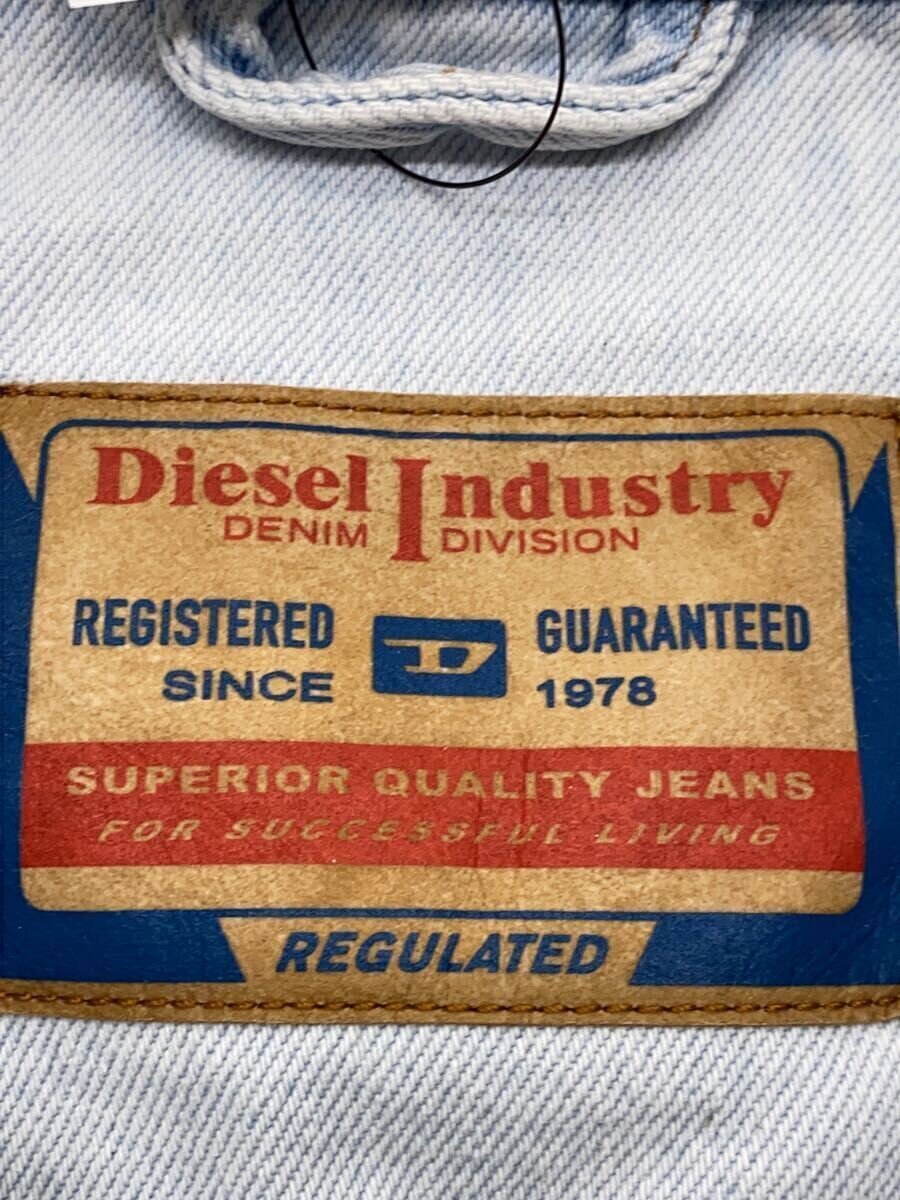 Diesel Industry
DENIM DIVISION
REGISTERED D GUARANTEED
SINCE 1978
SUPERIOR QUALITY JEANS
FOR SUCCESSFUL LIVING
REGULATED